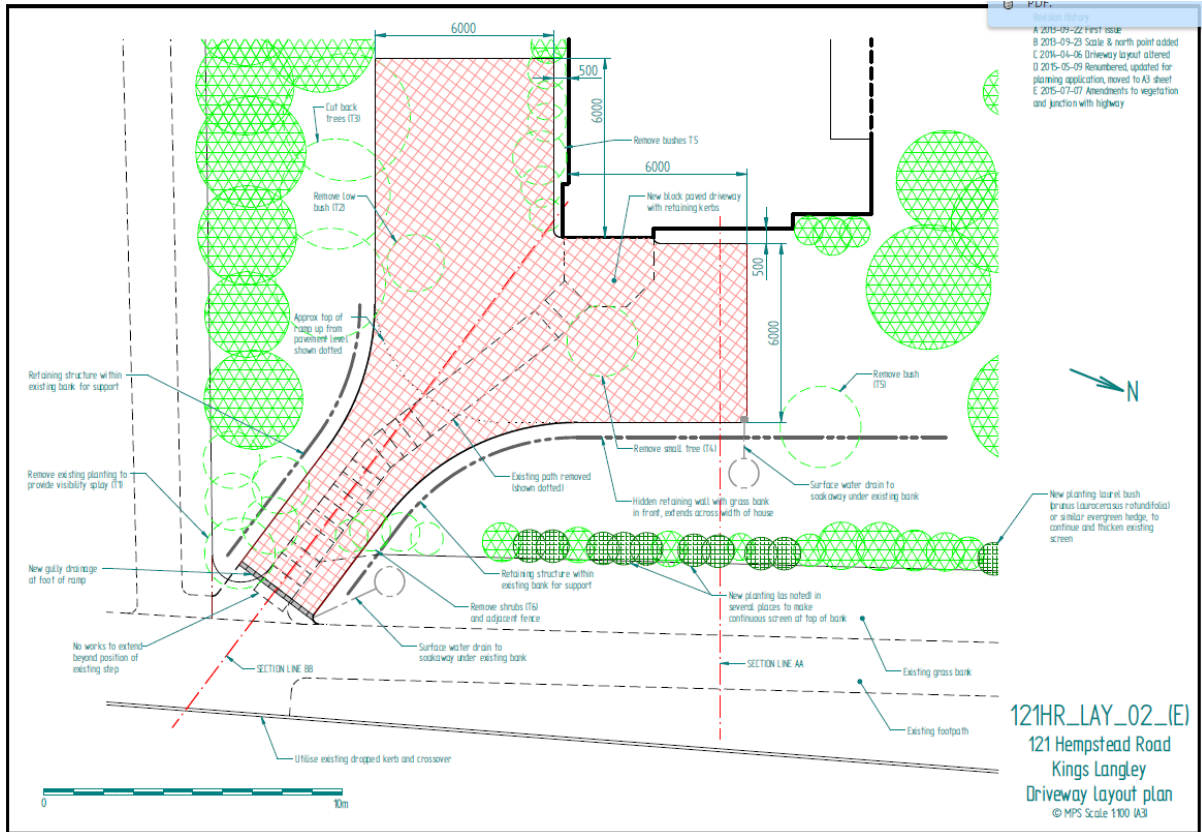 PDF.
Revision History
A 2013-09-22 First issue
B 2013-09-23 Scale & north point added
C 2014-04-06 Driveway layout altered
D 2015-05-09 Renumbered, updated for
planning application, moved to A3 sheet
E 2015-07-07 Amendments to vegetation
and junction with highway
6000
500
6000
Cut back
trees (T3)
Remove bushes T5
6000
Remove low
bush (T2)
New block paved driveway
with retaining kerbs
500
6000
Approx top of
ramp up from
pavement level
shown dotted
Retaining structure within
existing bank for support
Remove bush
(T5)
N
Remove existing planting to
provide visibility splay (T1)
Existing path removed
(shown dotted)
Remove small tree (T4)
Surface water drain to
soakaway under existing bank
Hidden retaining wall with grass bank
in front, extends across width of house
New planting laurel bush
(prunus laurocerasus rotundifolia)
or similar evergreen hedge, to
continue and thicken existing
screen
New gully drainage
at foot of ramp
Retaining structure within
existing bank for support
Remove shrubs (T6)
and adjacent fence
New planting (as noted) in
several places to make
continuous screen at top of bank
No works to extend
beyond position of
existing step
Surface water drain to
soakaway under existing bank
SECTION LINE BB
SECTION LINE AA
Existing grass bank
Existing footpath
Utilise existing dropped kerb and crossover
0
10m
121HR_LAY_02_(E)
121 Hempstead Road
Kings Langley
Driveway layout plan
© MPS Scale 1:100 (A3)